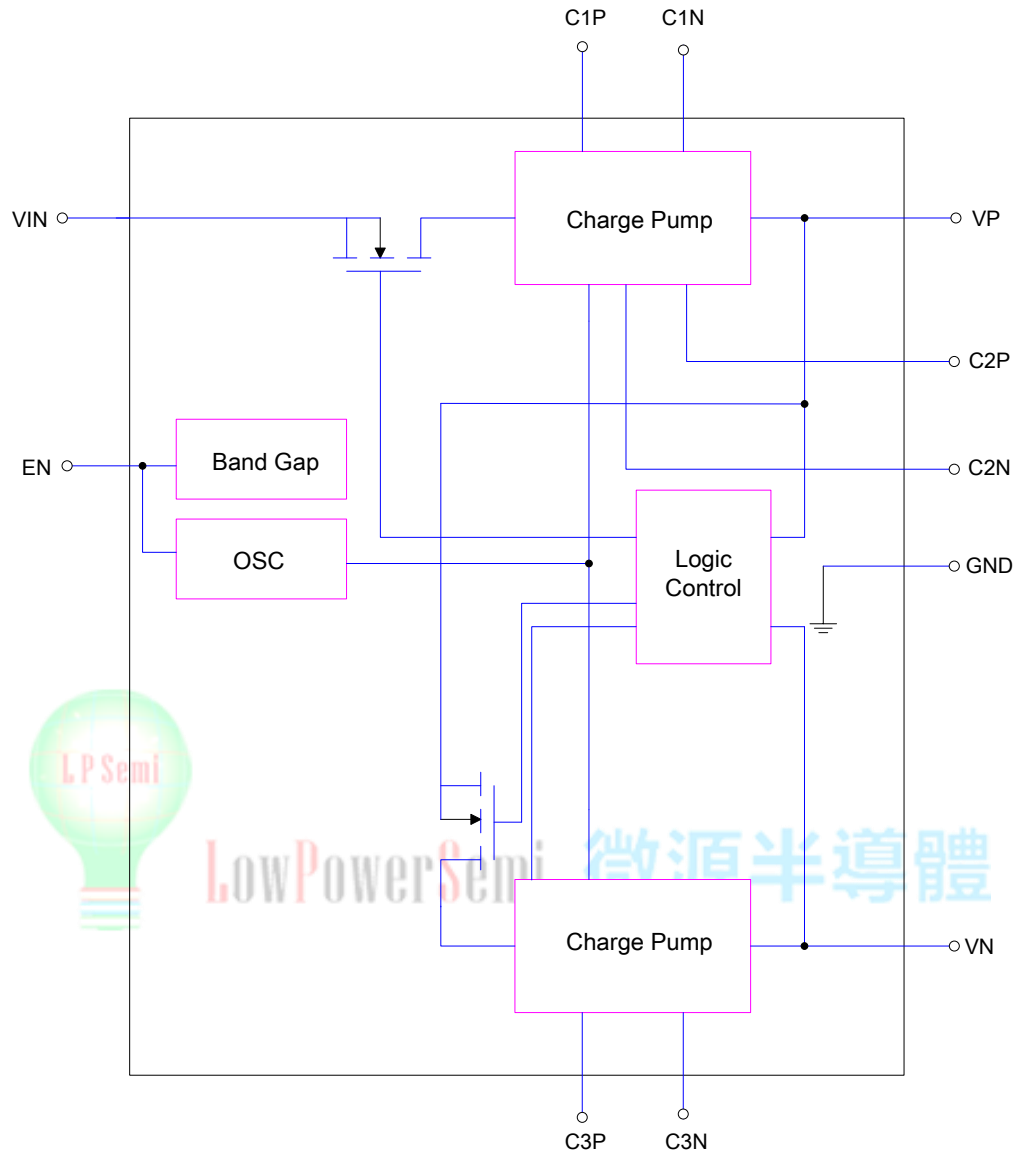 C1P
C1N
VIN
Charge Pump
VP
C2P
EN
Band Gap
C2N
OSC
Logic
Control
GND
LP Semi
LowPowerSemi 微源半導體
Charge Pump
VN
C3P
C3N